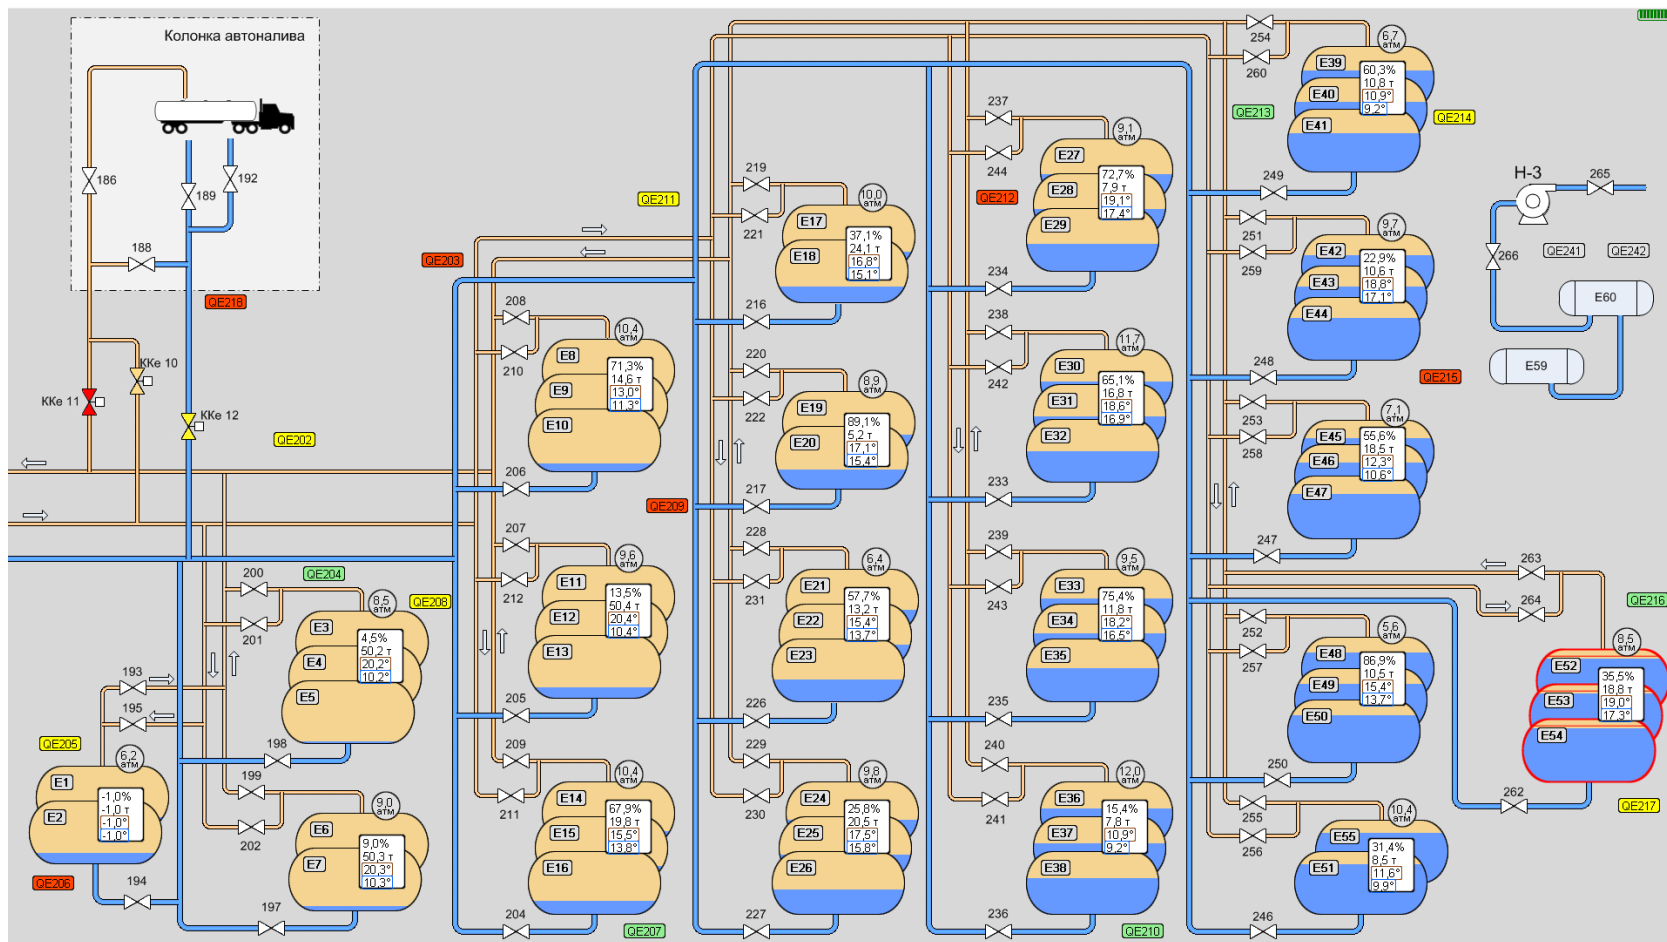 Колонка автоналива
186
189
192
188
QE218
ККе 10
ККе 11
ККе 12
QE202
QE203
QE204
200
201
193
195
198
199
202
194
197
QE205
QE206
6,2 атм
E1
E2
-1,0%
-1,0 т
-1,0°
-1,0°
8,5 атм
E3
E4
E5
4,5%
50,2 т
20,2°
10,2°
9,0 атм
E6
E7
9,0%
50,3 т
20,3°
10,3°
QE208
208
210
206
10,4 атм
E8
E9
E10
71,3%
14,6 т
13,0°
11,3°
207
212
205
9,6 атм
E11
E12
E13
13,5%
50,4 т
20,4°
10,4°
209
211
204
10,4 атм
E14
E15
E16
67,9%
19,8 т
15,5°
13,8°
QE207
QE209
QE211
219
221
216
10,0 атм
E17
E18
37,1%
24,1 т
16,8°
15,1°
220
222
217
8,9 атм
E19
E20
89,1%
5,2 т
17,1°
15,4°
228
231
226
6,4 атм
E21
E22
E23
57,7%
13,2 т
15,4°
13,7°
229
230
227
9,8 атм
E24
E25
E26
25,8%
20,5 т
17,5°
15,8°
QE212
237
244
234
9,1 атм
E27
E28
E29
72,7%
7,9 т
19,1°
17,4°
238
242
233
11,7 атм
E30
E31
E32
65,1%
16,8 т
18,6°
16,9°
239
243
235
9,5 атм
E33
E34
E35
75,4%
11,8 т
18,2°
16,5°
240
241
236
12,0 атм
E36
E37
E38
15,4%
7,8 т
10,9°
9,2°
QE210
254
260
249
QE213
QE214
6,7 атм
E39
E40
E41
60,3%
10,8 т
10,9°
9,2°
251
259
248
9,7 атм
E42
E43
E44
22,9%
10,6 т
18,8°
17,1°
QE215
253
258
247
7,1 атм
E45
E46
E47
55,6%
18,5 т
12,3°
10,6°
252
257
250
5,6 атм
E48
E49
E50
86,9%
10,5 т
15,4°
13,7°
255
256
246
10,4 атм
E55
E51
31,4%
8,5 т
11,6°
9,9°
263
264
262
QE216
QE217
8,5 атм
E52
E53
E54
35,5%
18,8 т
19,0°
17,3°
Н-3
265
266
QE241
QE242
E60
E59